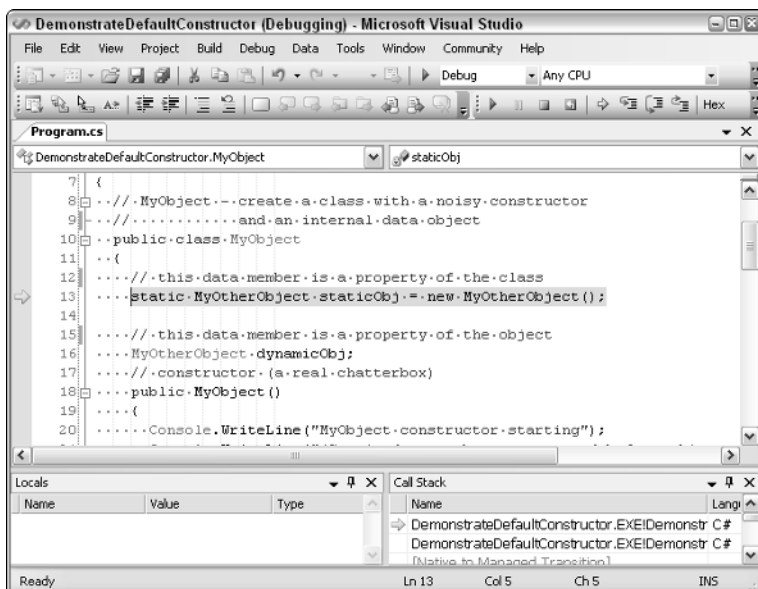 DemonstrateDefaultConstructor (Debugging) - Microsoft Visual Studio
File Edit View Project Build Debug Data Tools Window Community Help
Debug Any CPU
Hex
Program.cs
DemonstrateDefaultConstructor.MyObject staticObj
7 {
8 ··//·MyObject·-·create·a·class·with·a·noisy·constructor
9 ··//············and·an·internal·data·object
10 ··public·class·MyObject
11 ··{
12 ····//·this·data·member·is·a·property·of·the·class
13 ····static·MyOtherObject·staticObj·=·new·MyOtherObject();
14
15 ····//·this·data·member·is·a·property·of·the·object
16 ····MyOtherObject·dynamicObj;
17 ····//·constructor·(a·real·chatterbox)
18 ····public·MyObject()
19 ····{
20 ······Console.WriteLine("MyObject·constructor·starting");
Locals Call Stack
Name Value Type Name Lang
DemonstrateDefaultConstructor.EXE!Demonstr C#
DemonstrateDefaultConstructor.EXE!Demonstr C#
[Native to Managed Transition]
Ready Ln 13 Col 5 Ch 5 INS